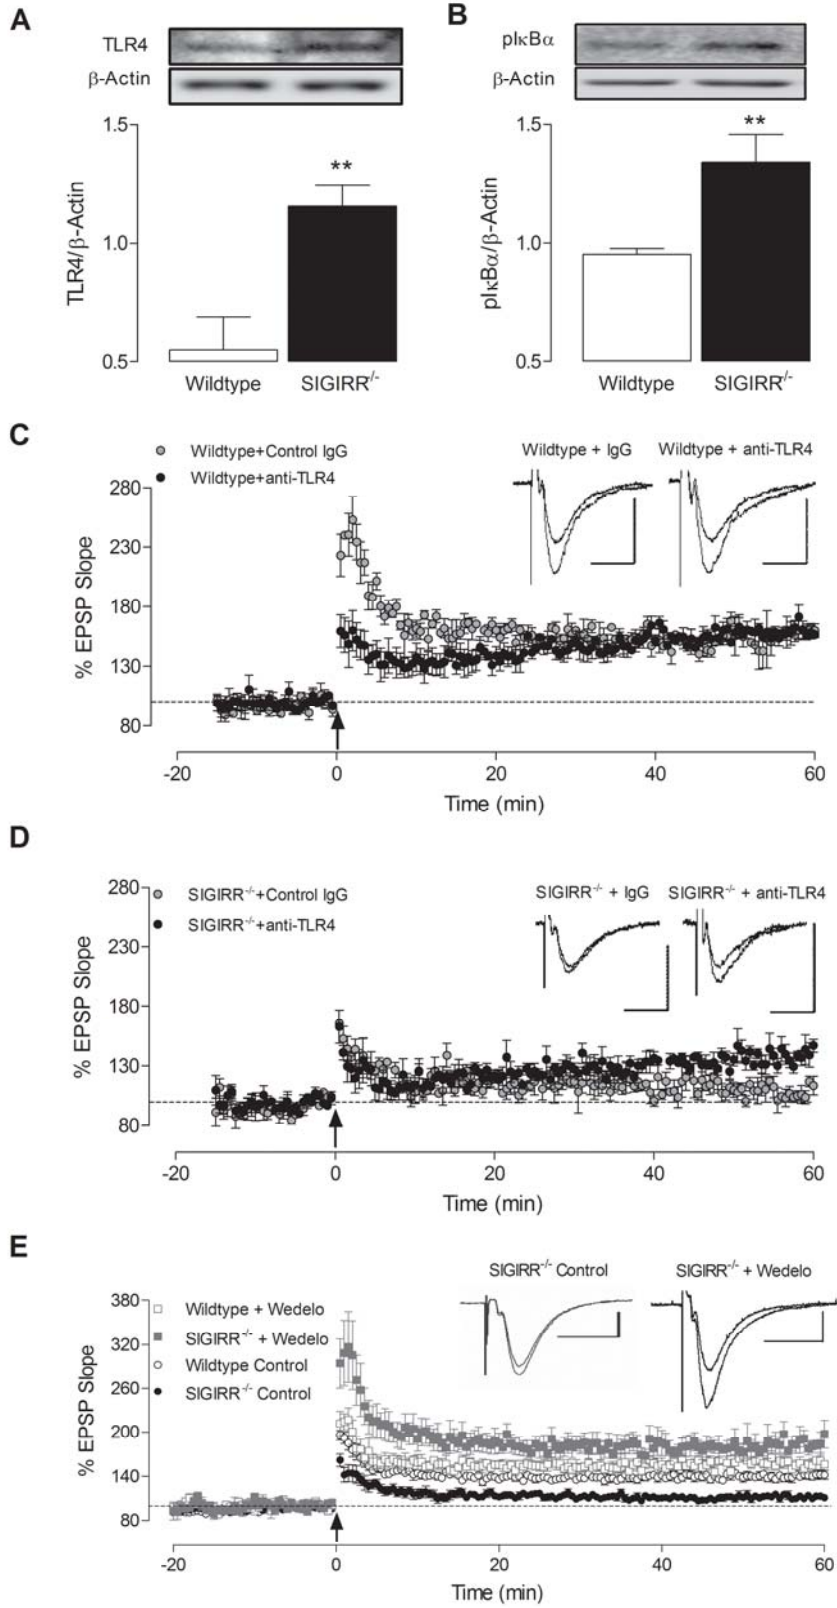 A
TLR4
β-Actin
1.5
1.0
0.5
TLR4/β-Actin
**
Wildtype
SIGIRR-/-
B
pIκBα
β-Actin
1.5
1.0
0.5
pIκBα/β-Actin
**
Wildtype
SIGIRR-/-
C
Wildtype+Control IgG
Wildtype+anti-TLR4
Wildtype + IgG
Wildtype + anti-TLR4
280
230
180
130
80
% EPSP Slope
-20
0
20
40
60
Time (min)
D
SIGIRR-/-+Control IgG
SIGIRR-/-+anti-TLR4
SIGIRR-/- + IgG
SIGIRR-/- + anti-TLR4
280
230
180
130
80
% EPSP Slope
-20
0
20
40
60
Time (min)
E
Wildtype + Wedelo
SIGIRR-/- + Wedelo
Wildtype Control
SIGIRR-/- Control
SIGIRR-/- Control
SIGIRR-/- + Wedelo
380
320
260
200
140
80
% EPSP Slope
-20
0
20
40
60
Time (min)